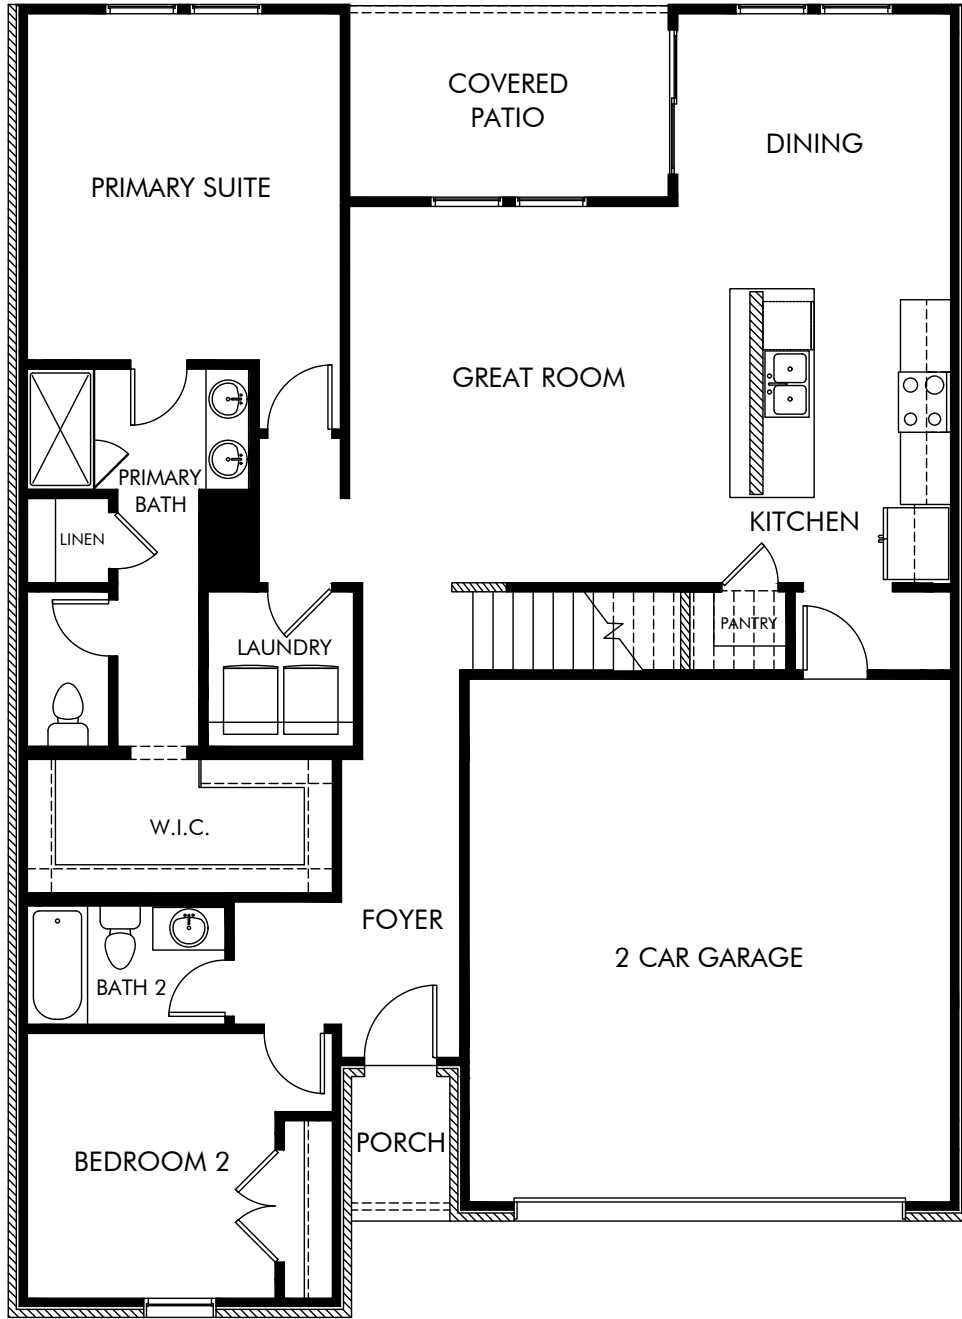 COVERED
PATIO
DINING
PRIMARY SUITE
GREAT ROOM
PRIMARY
BATH
LINEN
KITCHEN
PANTRY
LAUNDRY
W.I.C.
FOYER
2 CAR GARAGE
BATH 2
PORCH
BEDROOM 2